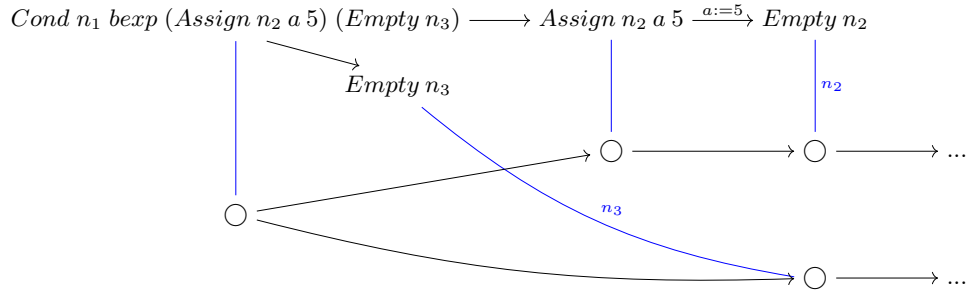 Cond n₁ bexp (Assign n₂ a 5) (Empty n₃) Assign n₂ a 5 a:=5 Empty n₂
Empty n₃
n₂
...
n₃
...